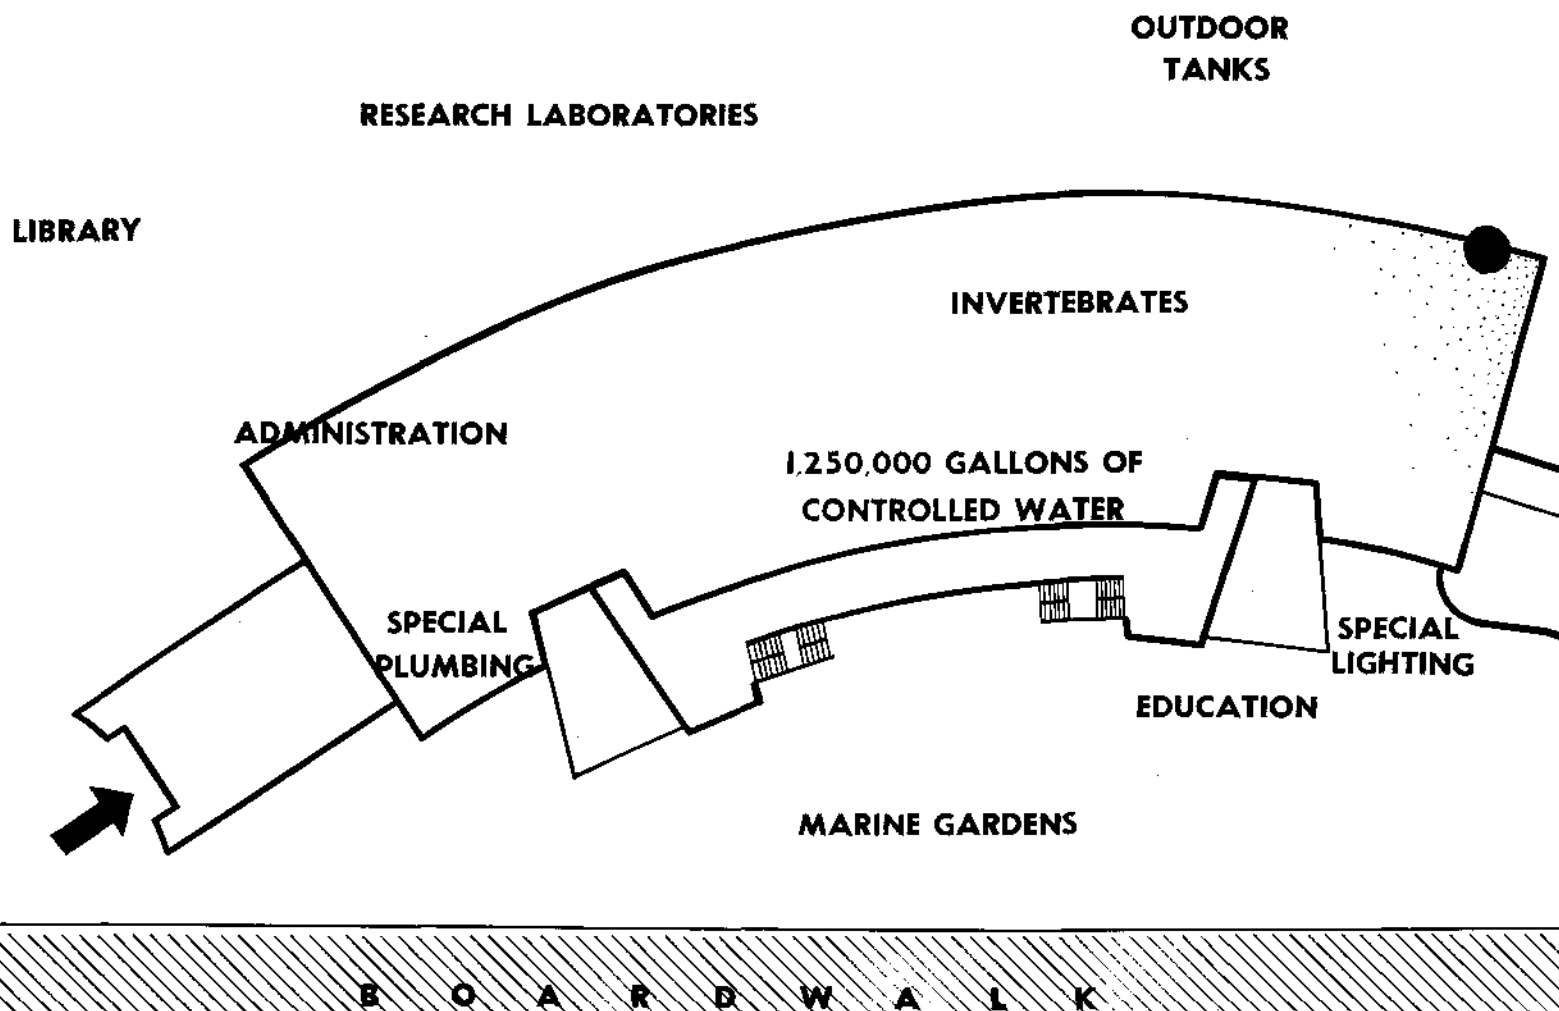 OUTDOOR
TANKS
RESEARCH LABORATORIES
LIBRARY
INVERTEBRATES
ADMINISTRATION
1,250,000 GALLONS OF
CONTROLLED WATER
SPECIAL
PLUMBING
SPECIAL
LIGHTING
EDUCATION
MARINE GARDENS
BOARDWALK